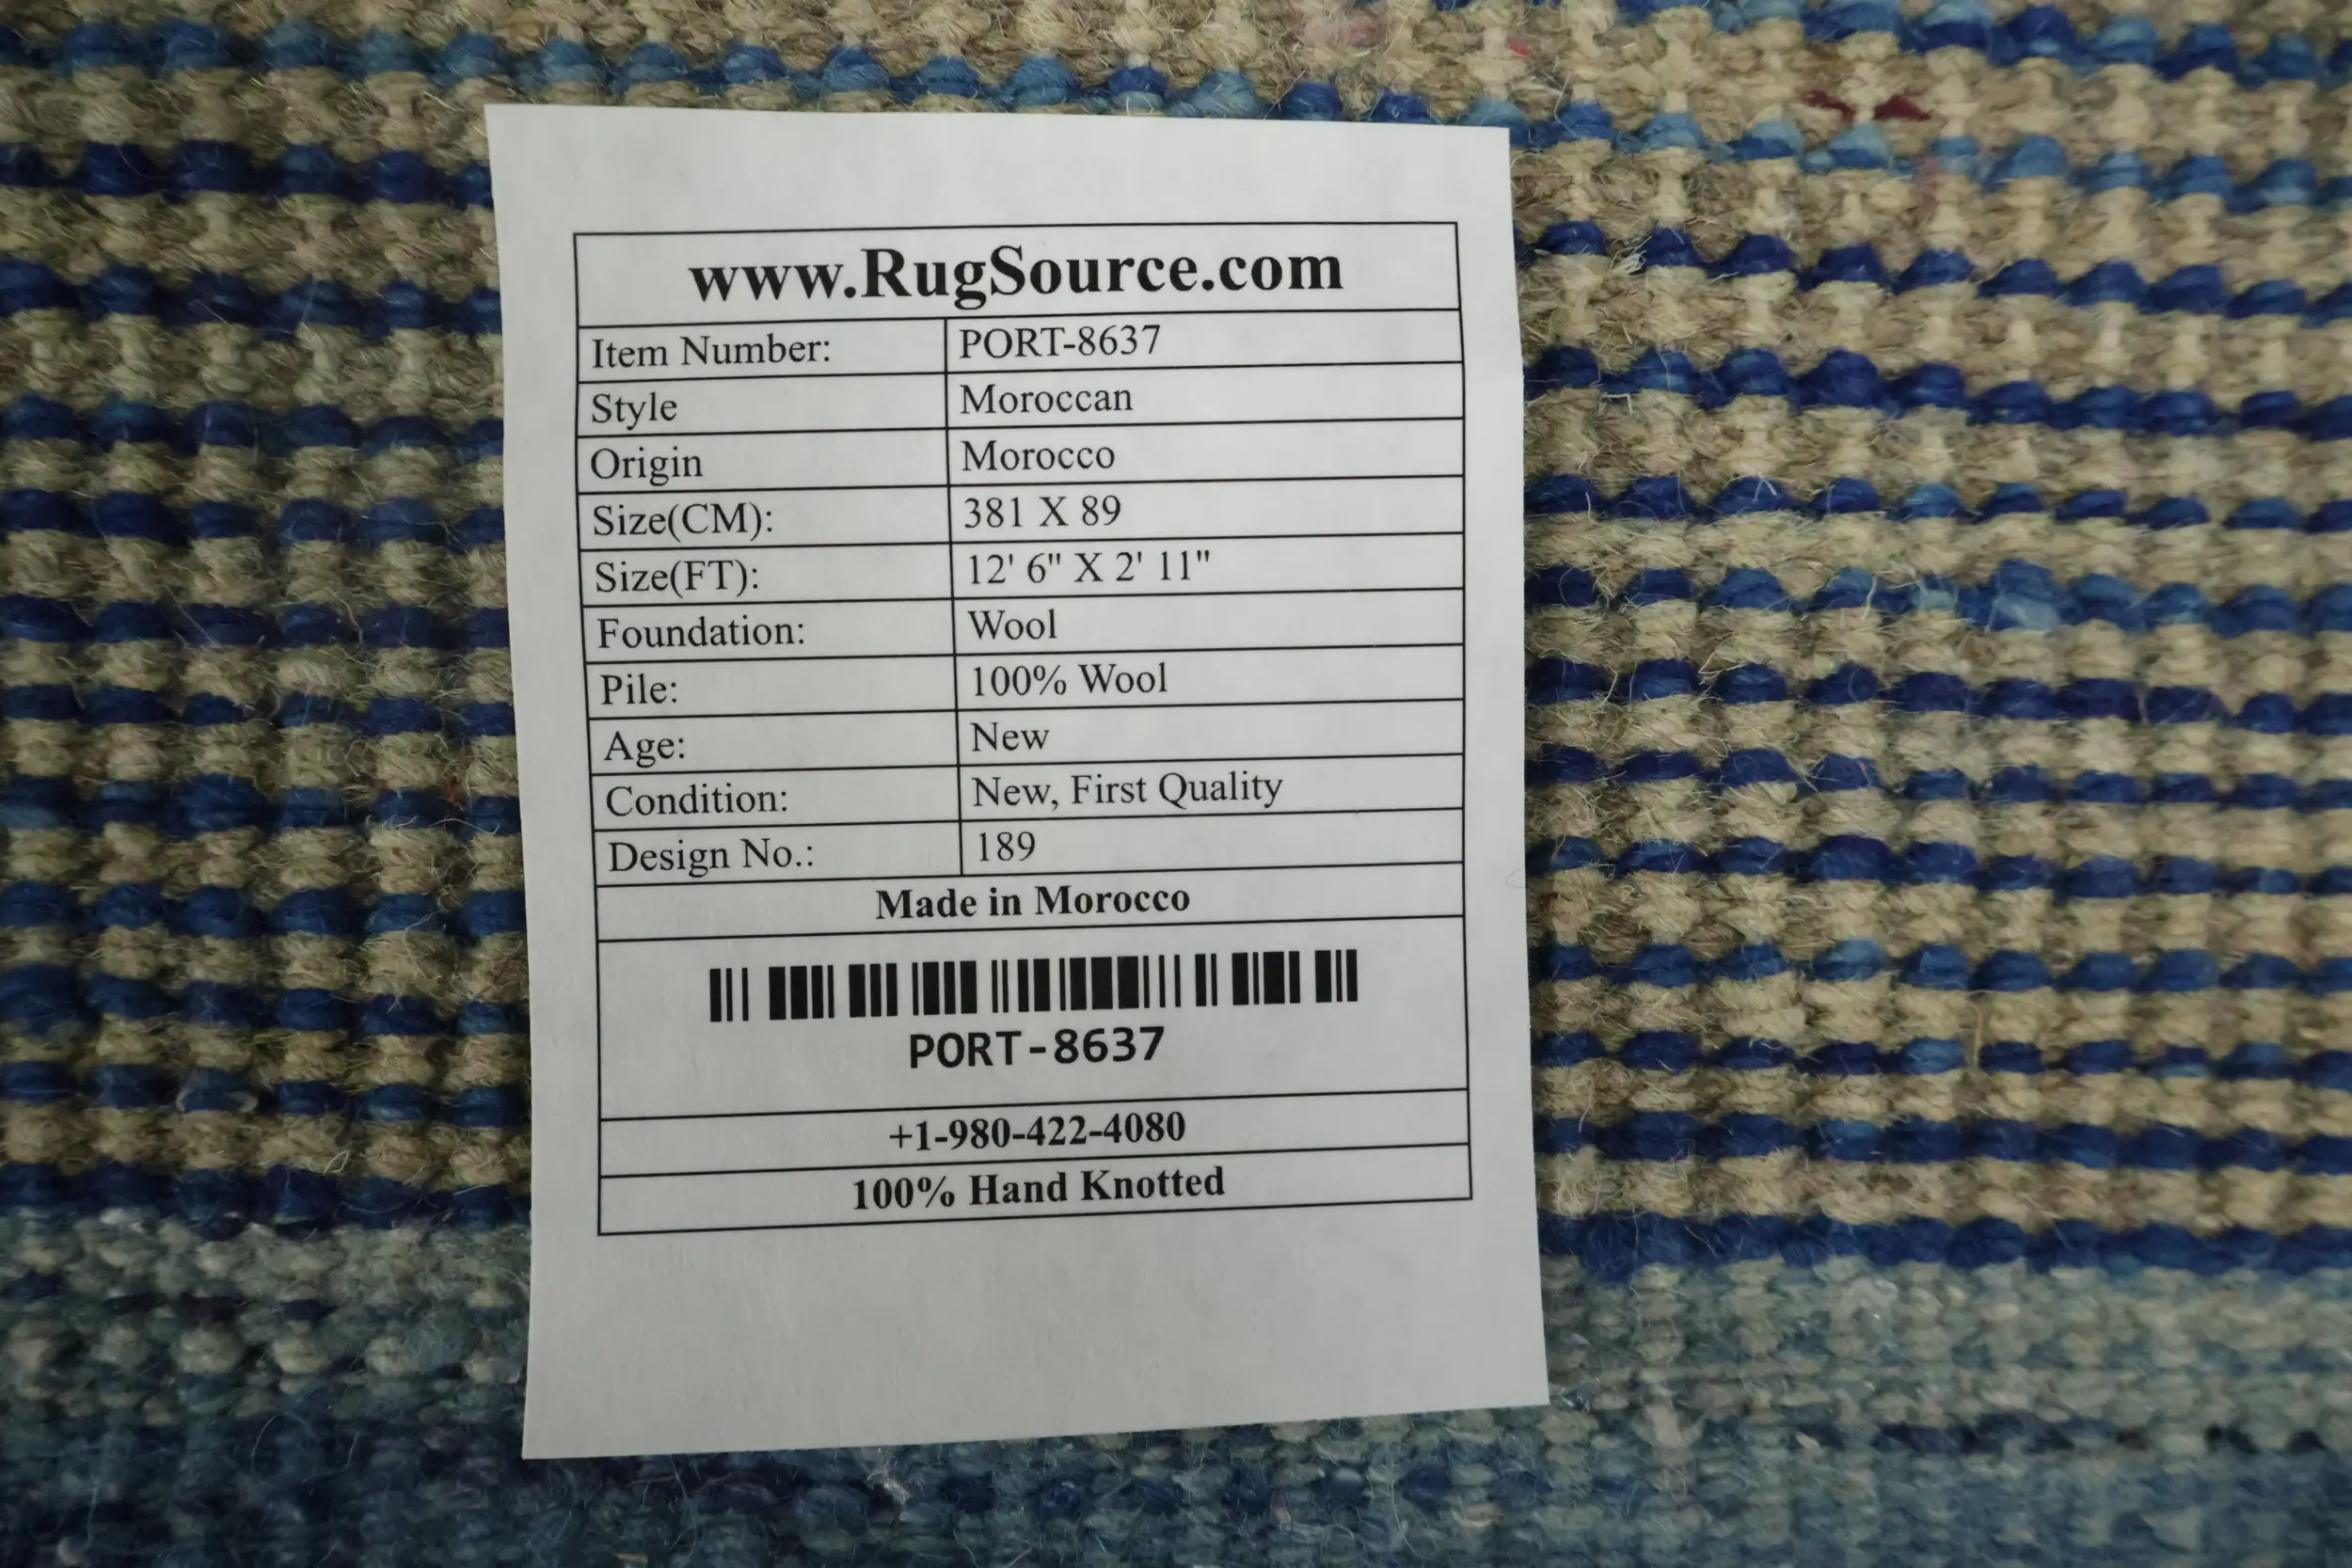 www.RugSource.com
Item Number: PORT-8637
Style Moroccan
Origin Morocco
Size(CM): 381 X 89
Size(FT): 12' 6" X 2' 11"
Foundation: Wool
Pile: 100% Wool
Age: New
Condition: New, First Quality
Design No.: 189
Made in Morocco
PORT-8637
+1-980-422-4080
100% Hand Knotted